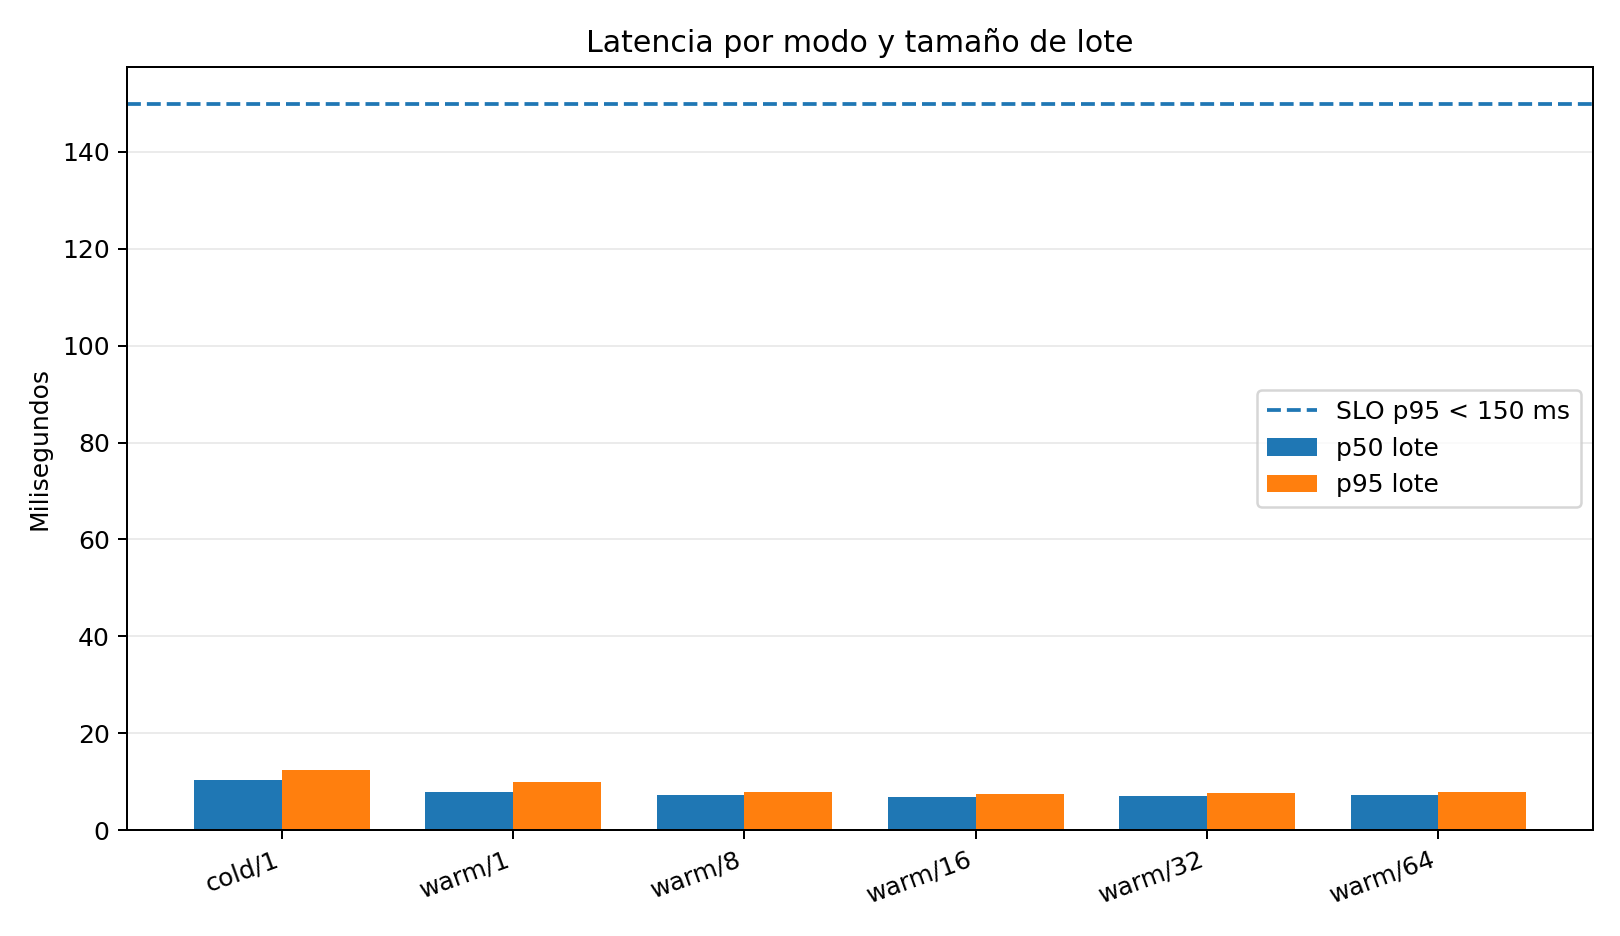 Latencia por modo y tamaño de lote
Milisegundos
140
120
100
80
60
40
20
0
SLO p95 < 150 ms
p50 lote
p95 lote
cold/1
warm/1
warm/8
warm/16
warm/32
warm/64